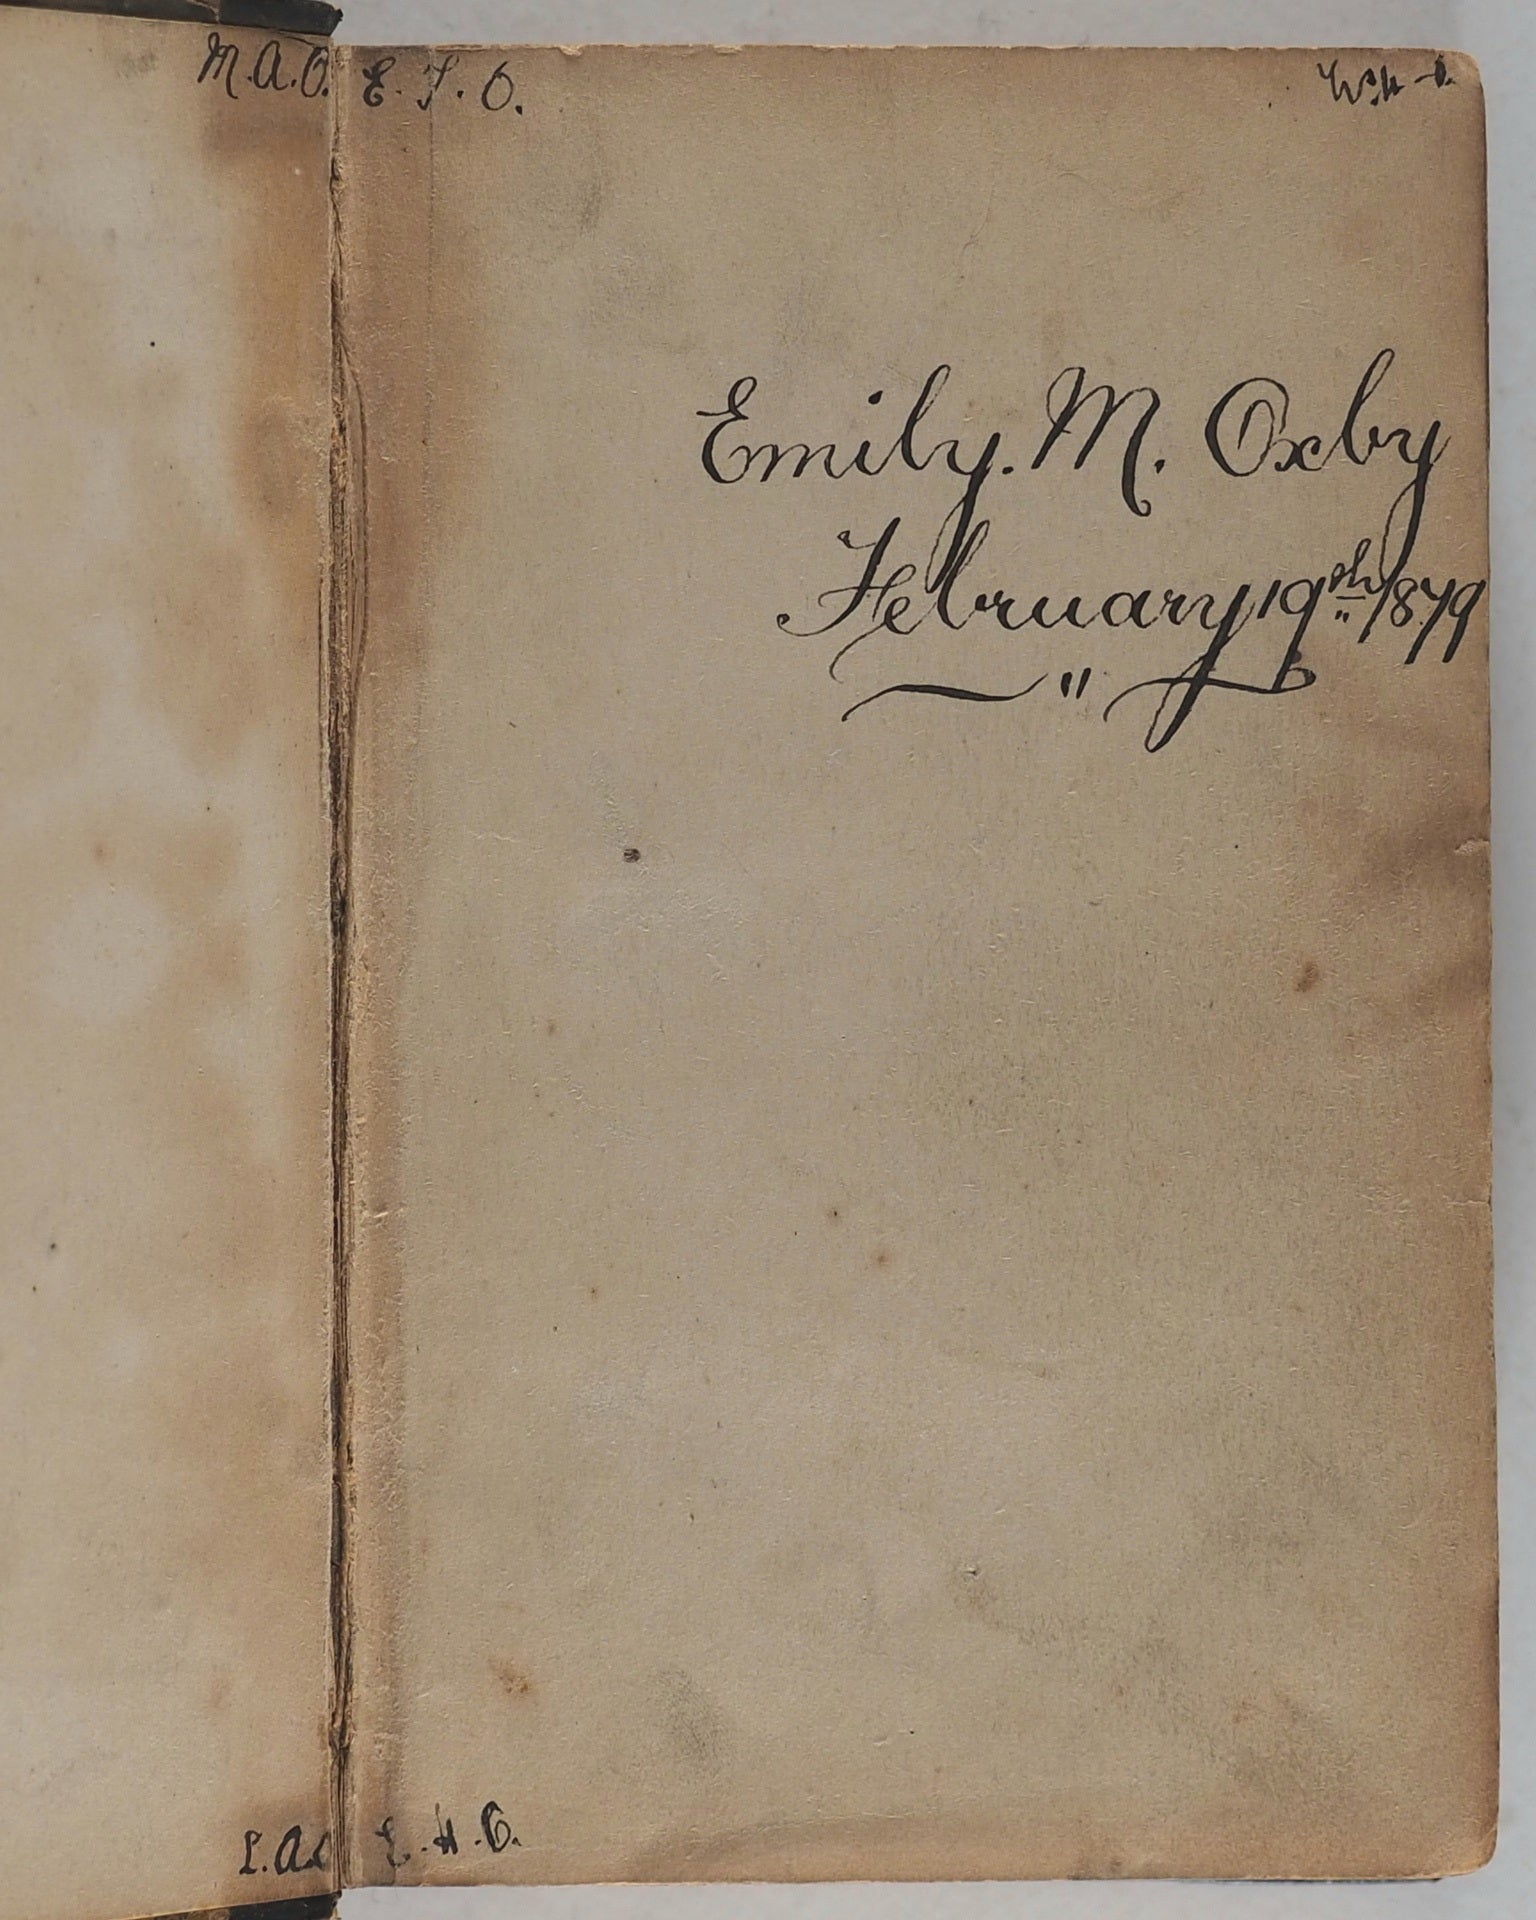 M.A.O.
E. F. O.
Emily. M. Oxby
February 19th 1879
"
L.A.
E. H. O.